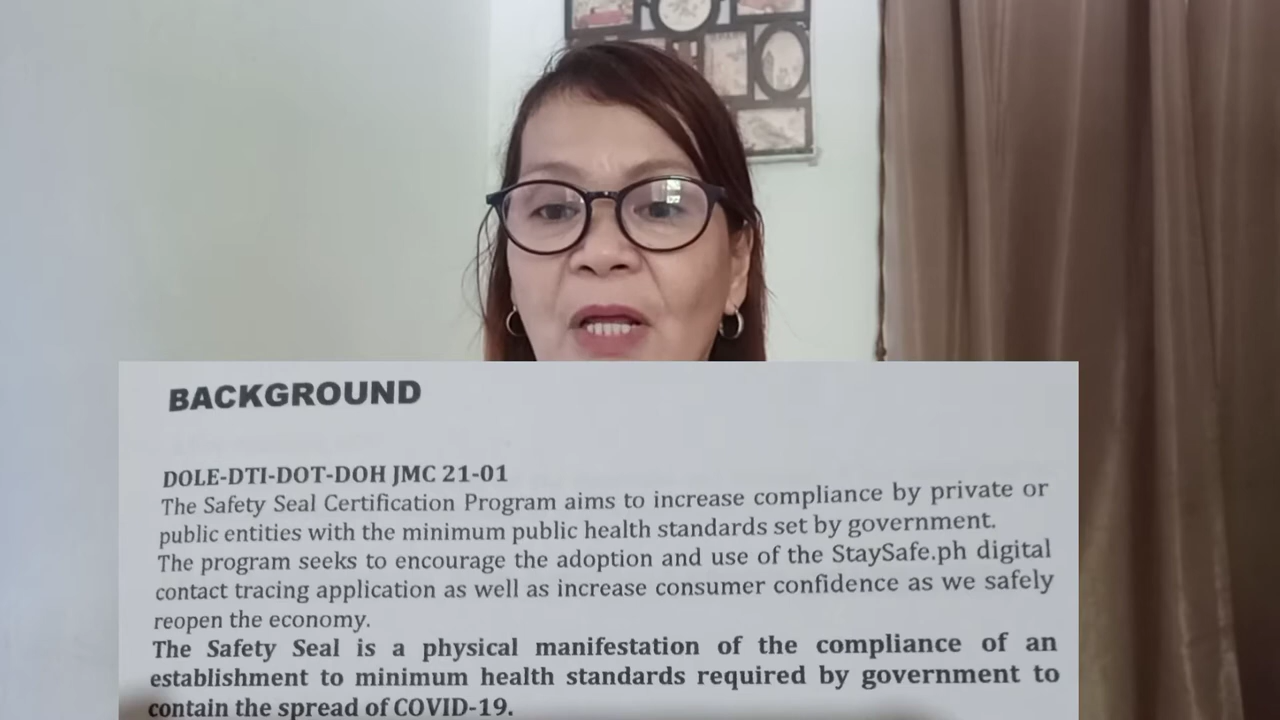 BACKGROUND
DOLE-DTI-DOT-DOH JMC 21-01
The Safety Seal Certification Program aims to increase compliance by private or
public entities with the minimum public health standards set by government.
The program seeks to encourage the adoption and use of the StaySafe.ph digital
contact tracing application as well as increase consumer confidence as we safely
reopen the economy.
The Safety Seal is a physical manifestation of the compliance of an
establishment to minimum health standards required by government to
contain the spread of COVID-19.